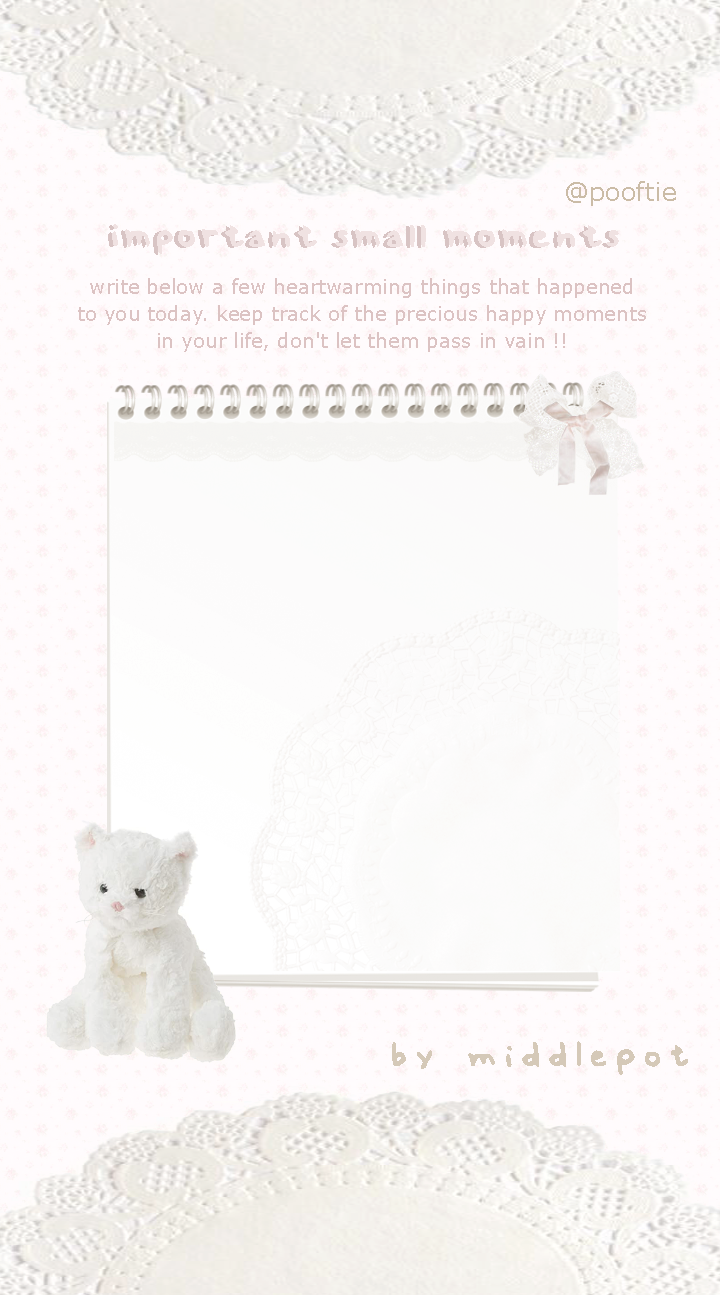 @pooftie
important small moments
write below a few heartwarming things that happened
to you today. keep track of the precious happy moments
in your life, don't let them pass in vain !!
by middlepot